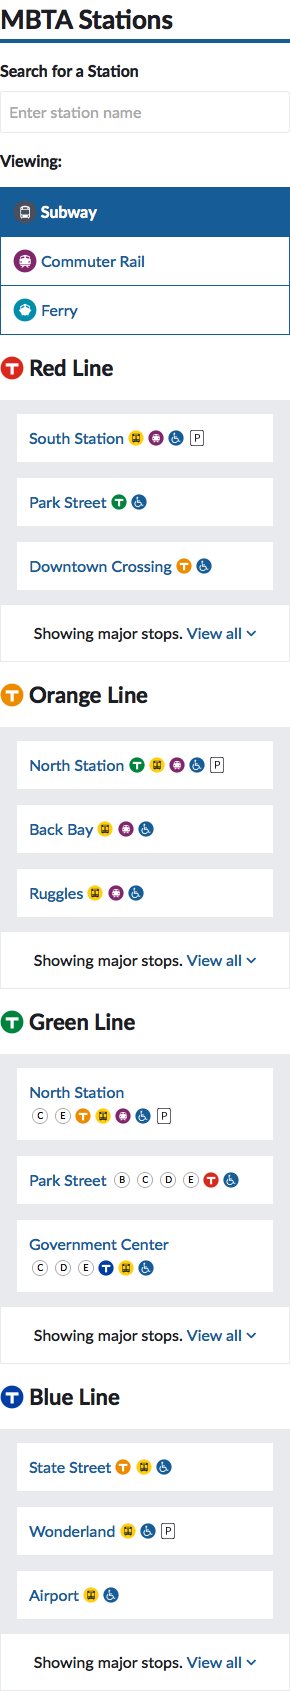 MBTA Stations
Search for a Station
Enter station name
Viewing:
Subway
Commuter Rail
Ferry
T Red Line
South Station P
Park Street T
Downtown Crossing T
Showing major stops. View all
T Orange Line
North Station T P
Back Bay
Ruggles
Showing major stops. View all
T Green Line
North Station
C E T P
Park Street B C D E T
Government Center
C D E T
Showing major stops. View all
T Blue Line
State Street T
Wonderland P
Airport
Showing major stops. View all